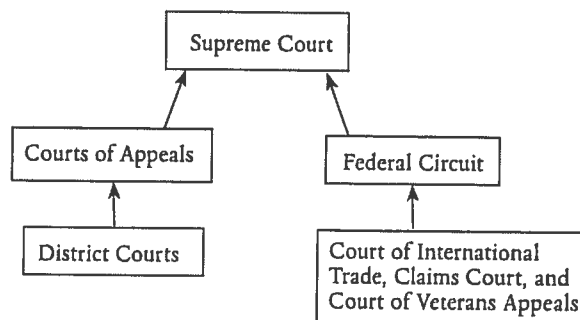 Supreme Court
Courts of Appeals
Federal Circuit
District Courts
Court of International
Trade, Claims Court, and
Court of Veterans Appeals